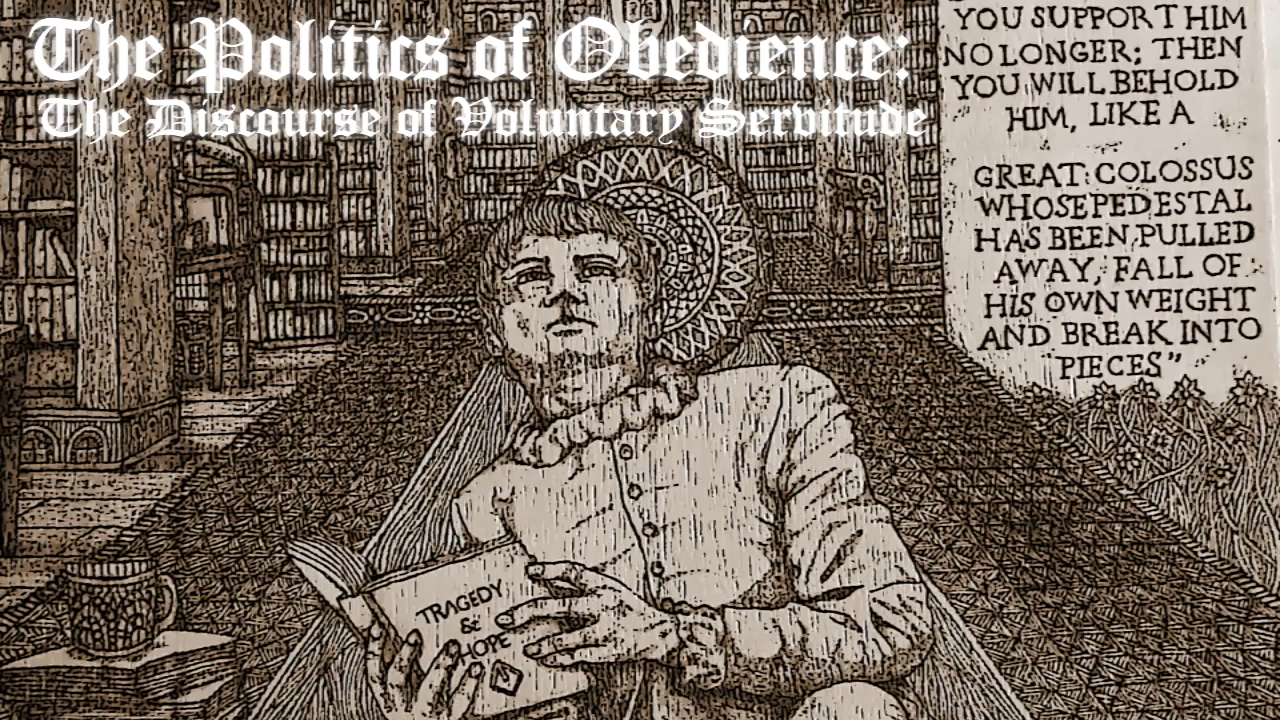 The Politics of Obedience:
The Discourse of Voluntary Servitude
YOU SUPPORT HIM
NO LONGER; THEN
YOU WILL BEHOLD
HIM, LIKE A
GREAT COLOSSUS
WHOSE PEDESTAL
HAS BEEN PULLED
AWAY, FALL OF
HIS OWN WEIGHT
AND BREAK INTO
PIECES”
TRAGEDY
&
HOPE